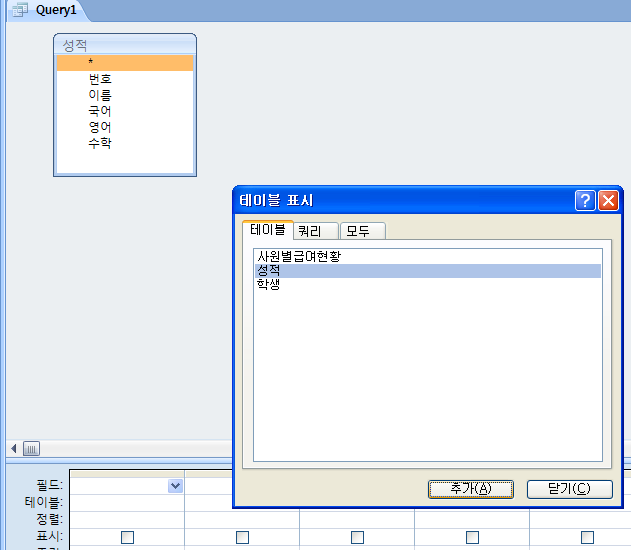 Query1
성적
*
번호
이름
국어
영어
수학
테이블 표시
테이블 쿼리 모두
사원별급여현황
성적
학생
추가(A) 닫기(C)
필드:
테이블:
정렬:
표시: